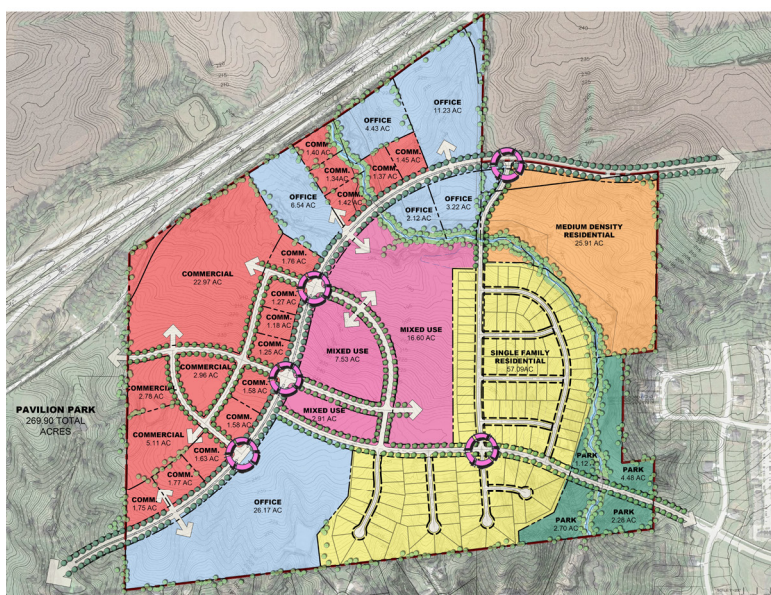 OFFICE
11.23 AC
OFFICE
4.43 AC
COMM.
1.40 AC
COMM.
1.45 AC
COMM.
1.34AC
COMM.
1.37 AC
COMM.
1.42 AC
OFFICE
6.54 AC
OFFICE
2.12 AC
OFFICE
3.22 AC
MEDIUM DENSITY
RESIDENTIAL
25.91 AC
COMM.
1.76 AC
COMMERCIAL
22.97 AC
COMM.
1.27 AC
COMM.
1.18 AC
COMM.
1.25 AC
MIXED USE
16.60 AC
MIXED USE
7.53 AC
SINGLE FAMILY
RESIDENTIAL
57.09AC
COMMERCIAL
2.96 AC
COMMERCIAL
2.78 AC
COMM.
1.58 AC
COMM.
1.58 AC
MIXED USE
2.91 AC
PAVILION PARK
269.90 TOTAL
ACRES
COMMERCIAL
5.11 AC
COMM.
1.63 AC
COMM.
1.77 AC
COMM.
1.75 AC
OFFICE
26.17 AC
PARK
1.12
PARK
4.48 AC
PARK
2.70 AC
PARK
2.28 AC